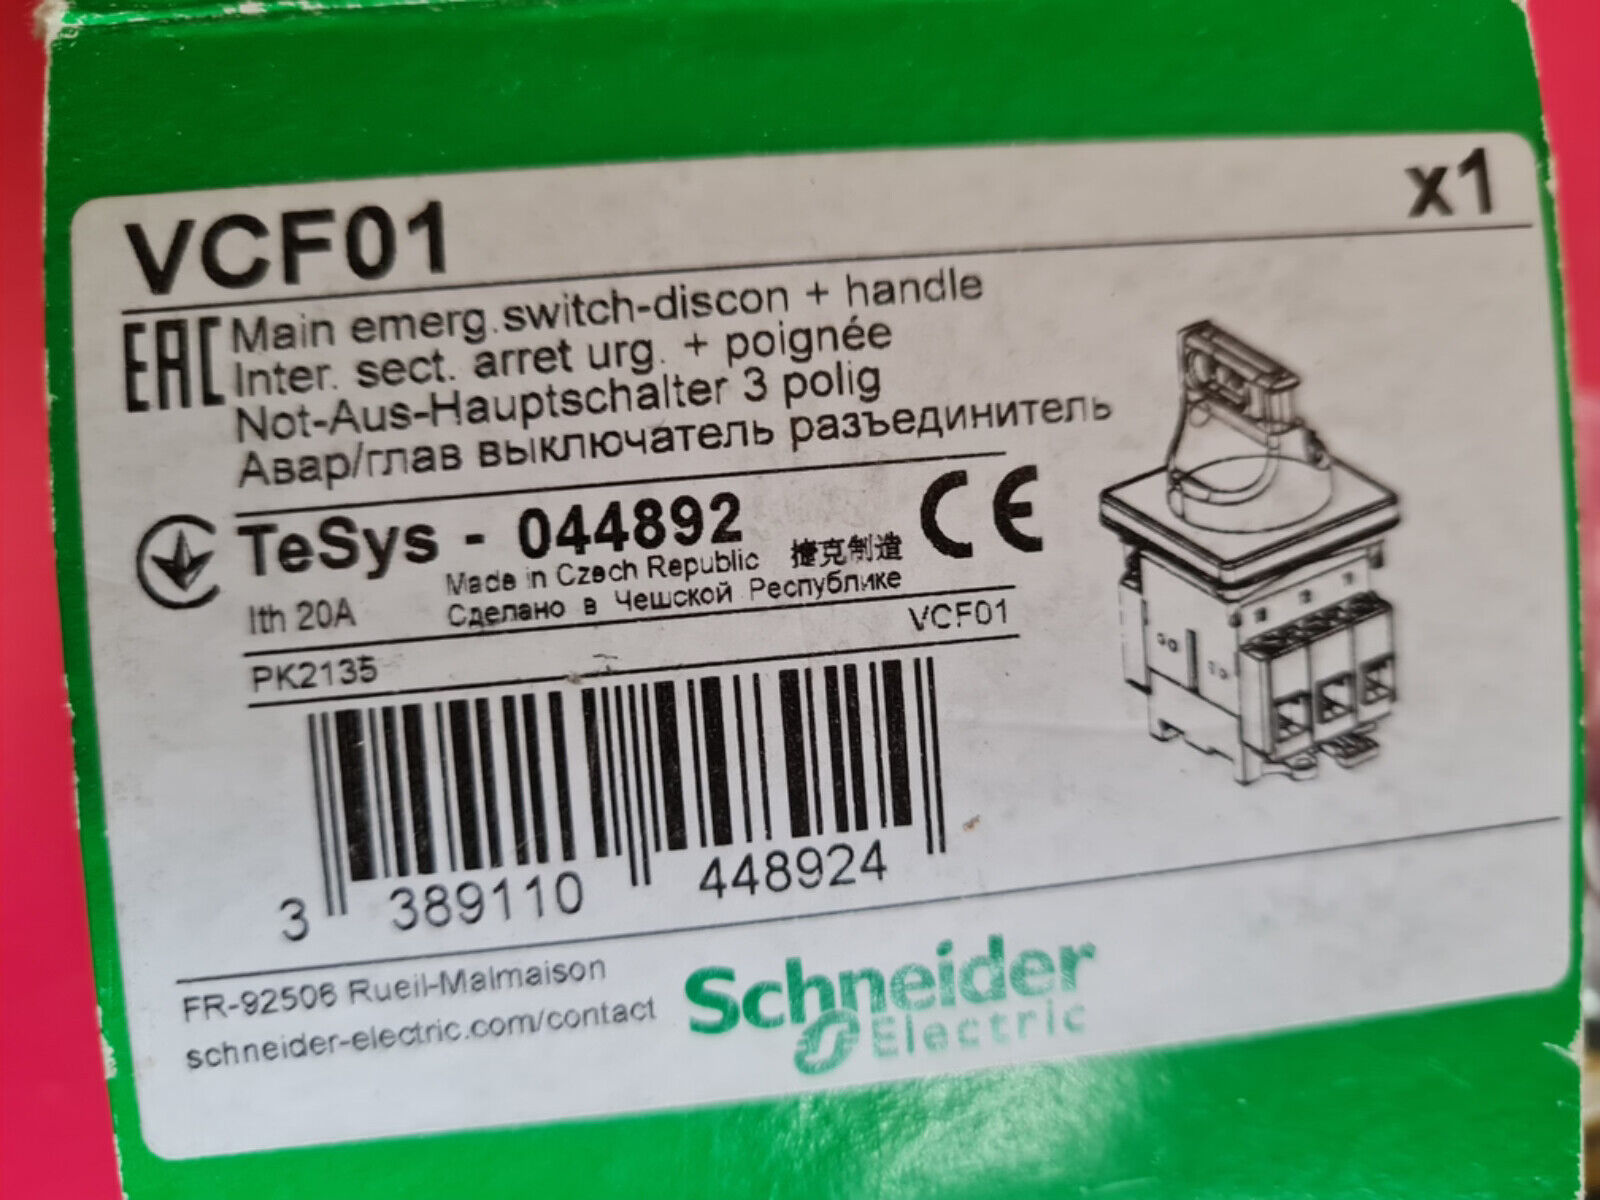 VCF01
x1
EAC
Main emerg.switch-discon + handle
Inter. sect. arret urg. + poignée
Not-Aus-Hauptschalter 3 polig
Авар/глав выключатель разъединитель
TeSys - 044892
CE
Made in Czech Republic 捷克制造
Ith 20A
Сделано в Чешской Республике
VCF01
PK2135
3 389110 448924
FR-92506 Rueil-Malmaison
schneider-electric.com/contact
Schneider
Electric